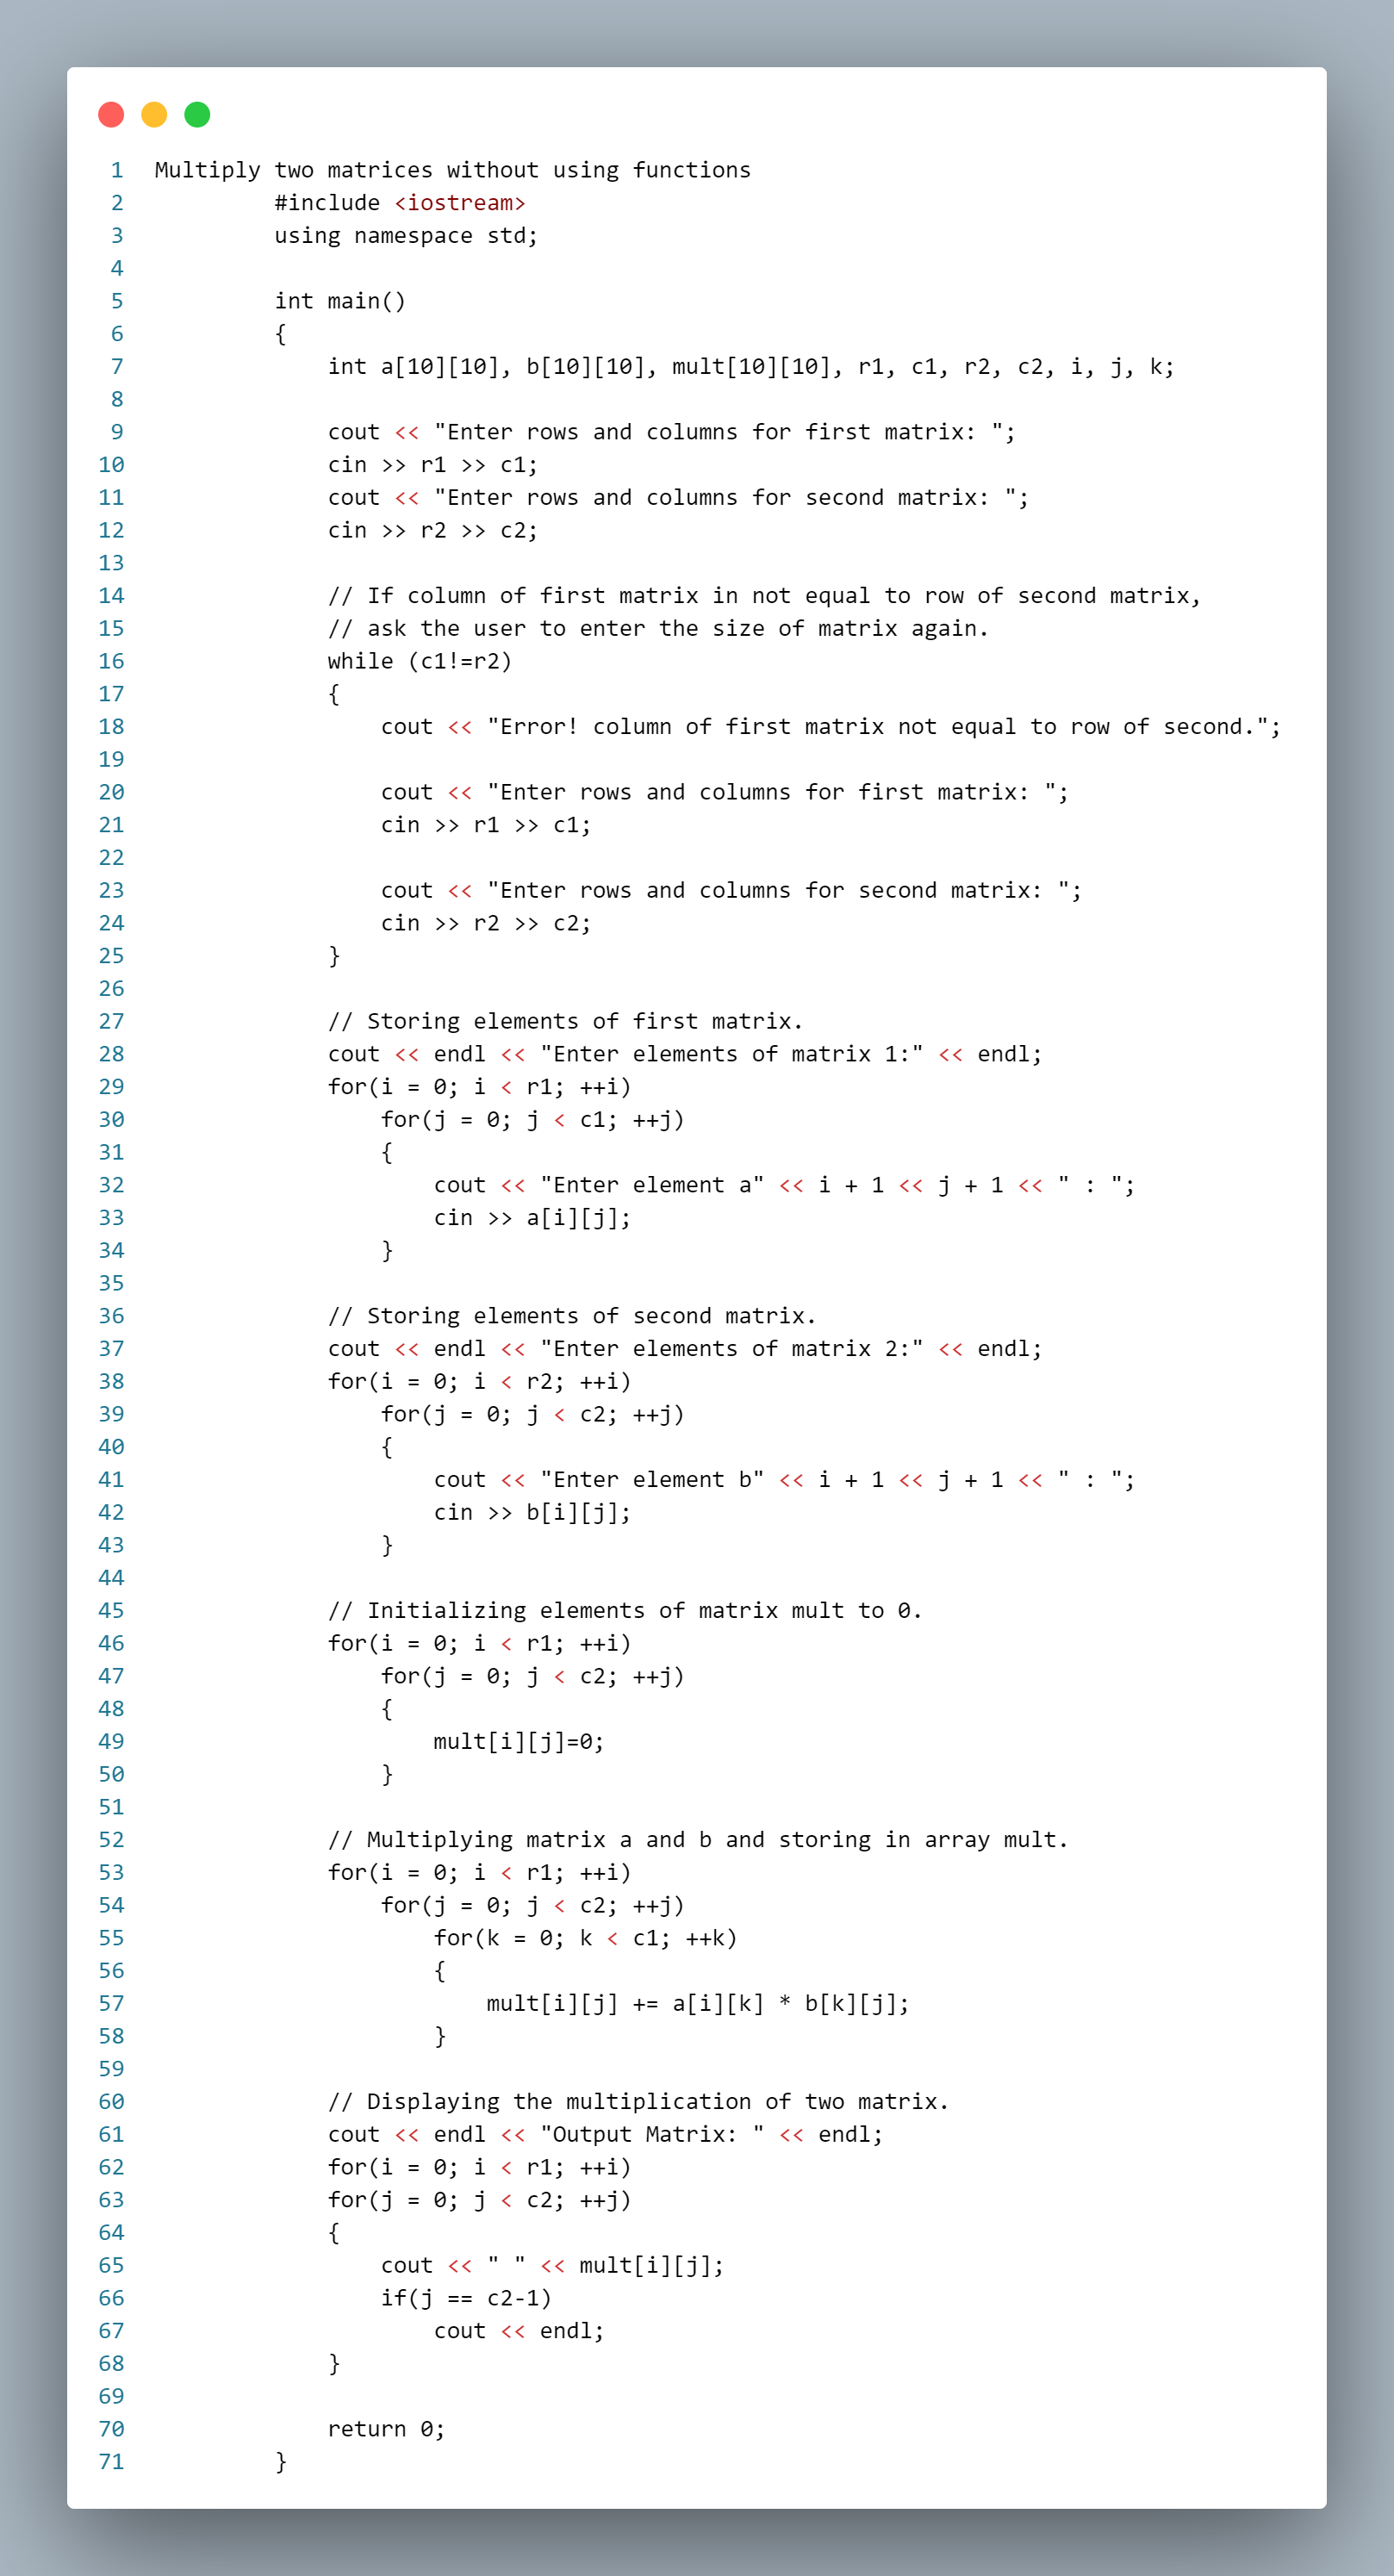 1 Multiply two matrices without using functions
2 #include <iostream>
3 using namespace std;
4
5 int main()
6 {
7 int a[10][10], b[10][10], mult[10][10], r1, c1, r2, c2, i, j, k;
8
9 cout << "Enter rows and columns for first matrix: ";
10 cin >> r1 >> c1;
11 cout << "Enter rows and columns for second matrix: ";
12 cin >> r2 >> c2;
13
14 // If column of first matrix in not equal to row of second matrix,
15 // ask the user to enter the size of matrix again.
16 while (c1!=r2)
17 {
18 cout << "Error! column of first matrix not equal to row of second.";
19
20 cout << "Enter rows and columns for first matrix: ";
21 cin >> r1 >> c1;
22
23 cout << "Enter rows and columns for second matrix: ";
24 cin >> r2 >> c2;
25 }
26
27 // Storing elements of first matrix.
28 cout << endl << "Enter elements of matrix 1:" << endl;
29 for(i = 0; i < r1; ++i)
30 for(j = 0; j < c1; ++j)
31 {
32 cout << "Enter element a" << i + 1 << j + 1 << " : ";
33 cin >> a[i][j];
34 }
35
36 // Storing elements of second matrix.
37 cout << endl << "Enter elements of matrix 2:" << endl;
38 for(i = 0; i < r2; ++i)
39 for(j = 0; j < c2; ++j)
40 {
41 cout << "Enter element b" << i + 1 << j + 1 << " : ";
42 cin >> b[i][j];
43 }
44
45 // Initializing elements of matrix mult to 0.
46 for(i = 0; i < r1; ++i)
47 for(j = 0; j < c2; ++j)
48 {
49 mult[i][j]=0;
50 }
51
52 // Multiplying matrix a and b and storing in array mult.
53 for(i = 0; i < r1; ++i)
54 for(j = 0; j < c2; ++j)
55 for(k = 0; k < c1; ++k)
56 {
57 mult[i][j] += a[i][k] * b[k][j];
58 }
59
60 // Displaying the multiplication of two matrix.
61 cout << endl << "Output Matrix: " << endl;
62 for(i = 0; i < r1; ++i)
63 for(j = 0; j < c2; ++j)
64 {
65 cout << " " << mult[i][j];
66 if(j == c2-1)
67 cout << endl;
68 }
69
70 return 0;
71 }